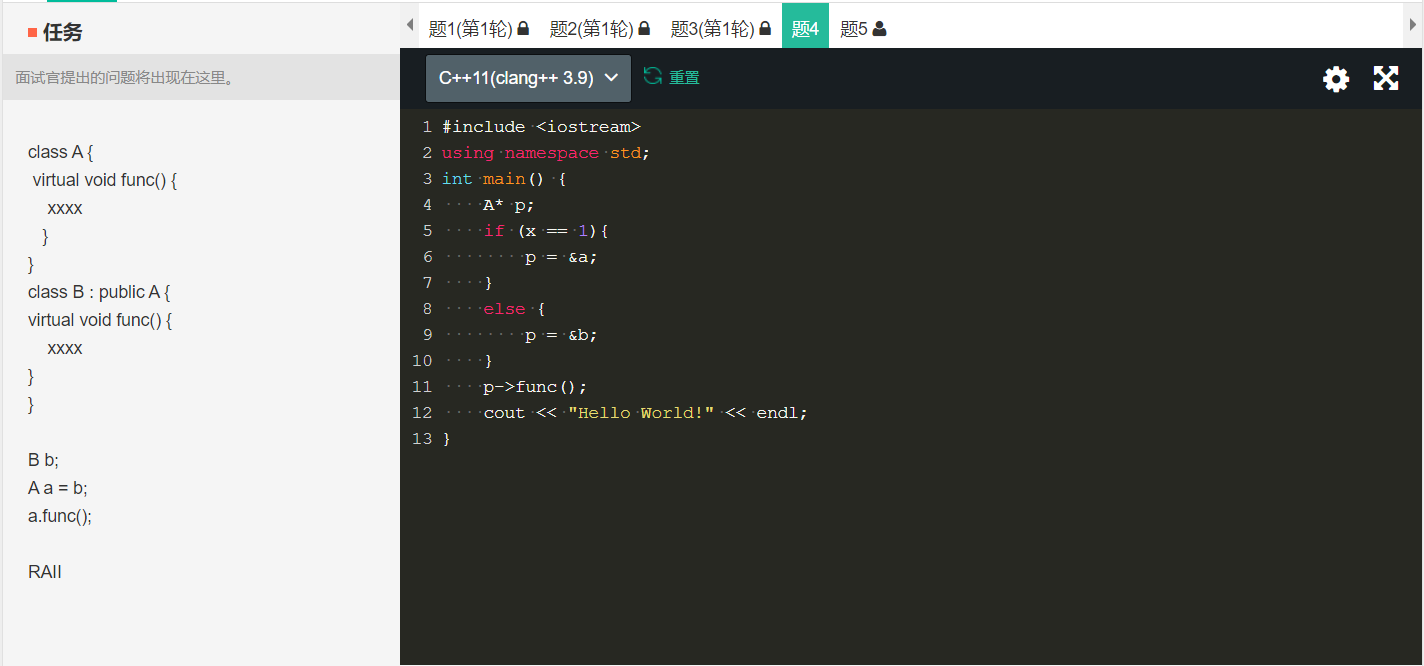 任务
面试官提出的问题将出现在这里。
class A {
virtual void func() {
xxxx
}
}
class B : public A {
virtual void func() {
xxxx
}
}
B b;
A a = b;
a.func();
RAII
题1(第1轮) 题2(第1轮) 题3(第1轮) 题4 题5
C++11(clang++ 3.9) 重置
1 #include <iostream>
2 using namespace std;
3 int main() {
4 A* p;
5 if (x == 1){
6 p = &a;
7 }
8 else {
9 p = &b;
10 }
11 p->func();
12 cout << "Hello World!" << endl;
13 }